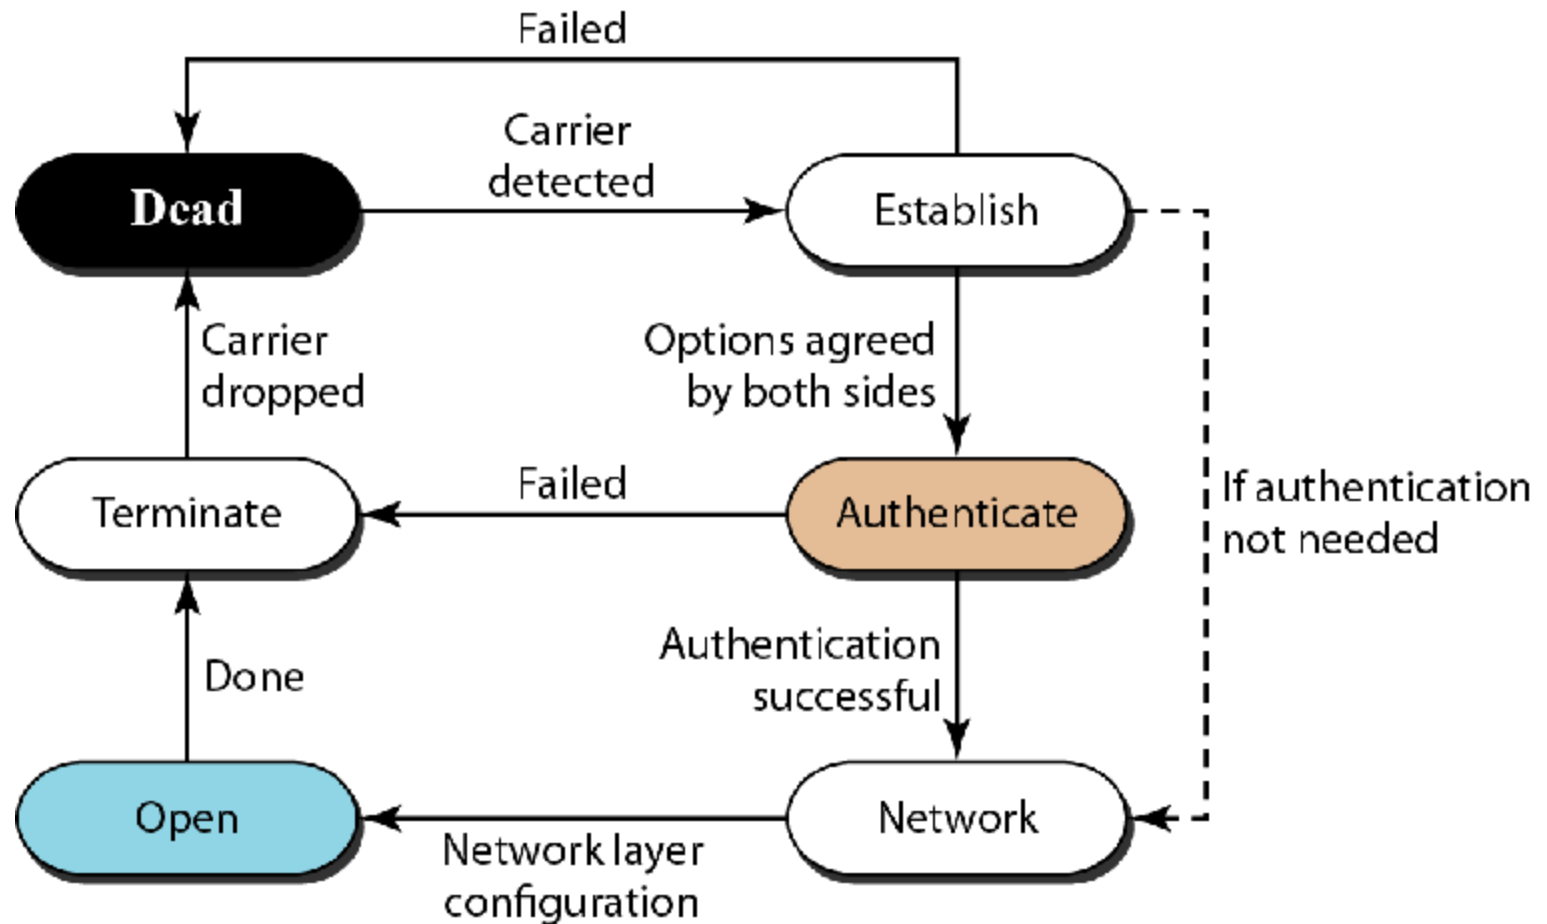 Failed
Carrier
detected
Dead
Establish
Carrier
dropped
Options agreed
by both sides
Failed
If authentication
not needed
Terminate
Authenticate
Done
Authentication
successful
Open
Network
Network layer
configuration